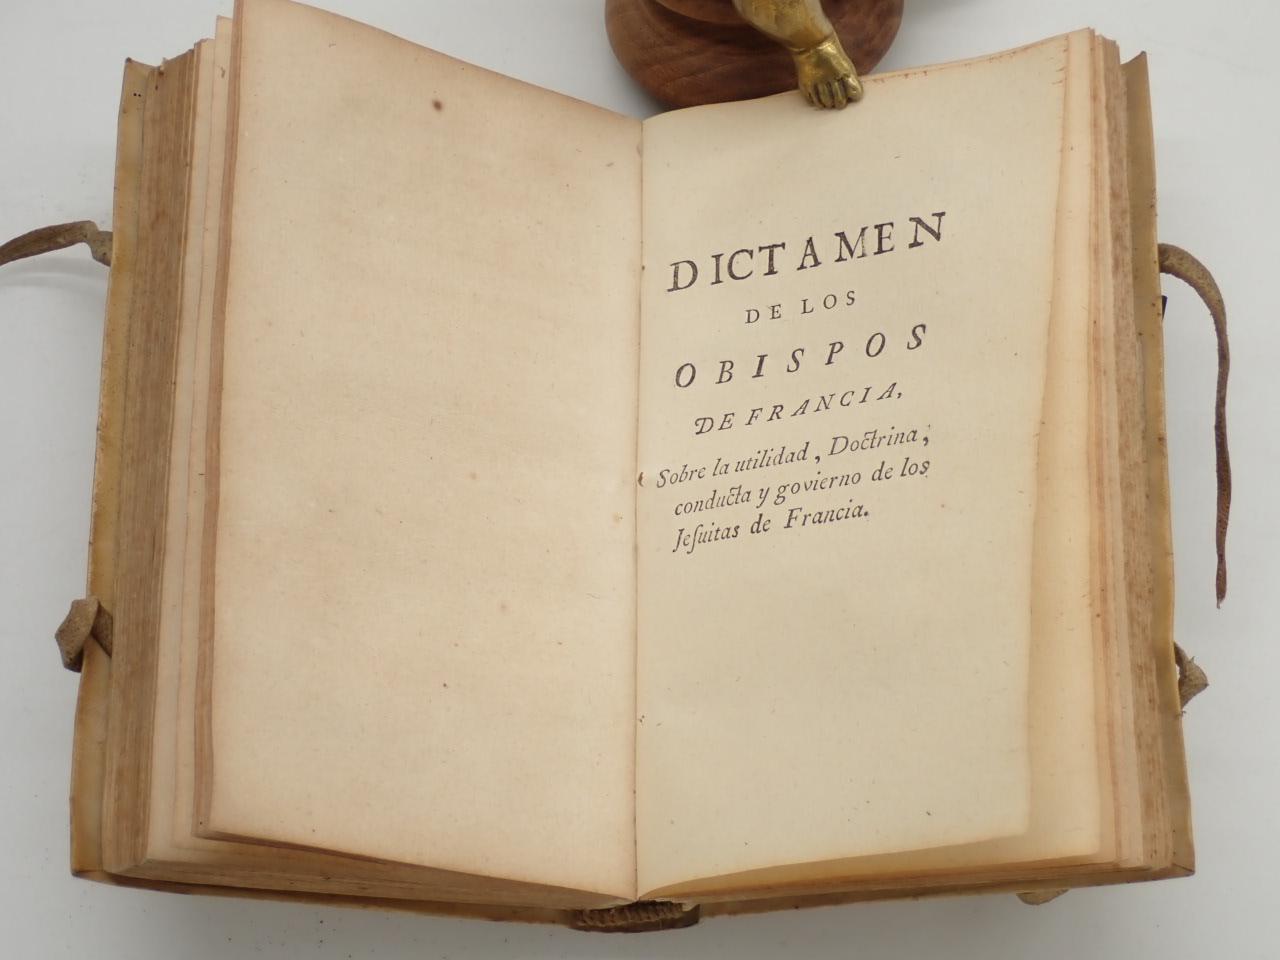 DICTAMEN
DE LOS
OBISPOS
DE FRANCIA,
Sobre la utilidad, Doctrina,
conducta y govierno de los
Jeſuitas de Francia.